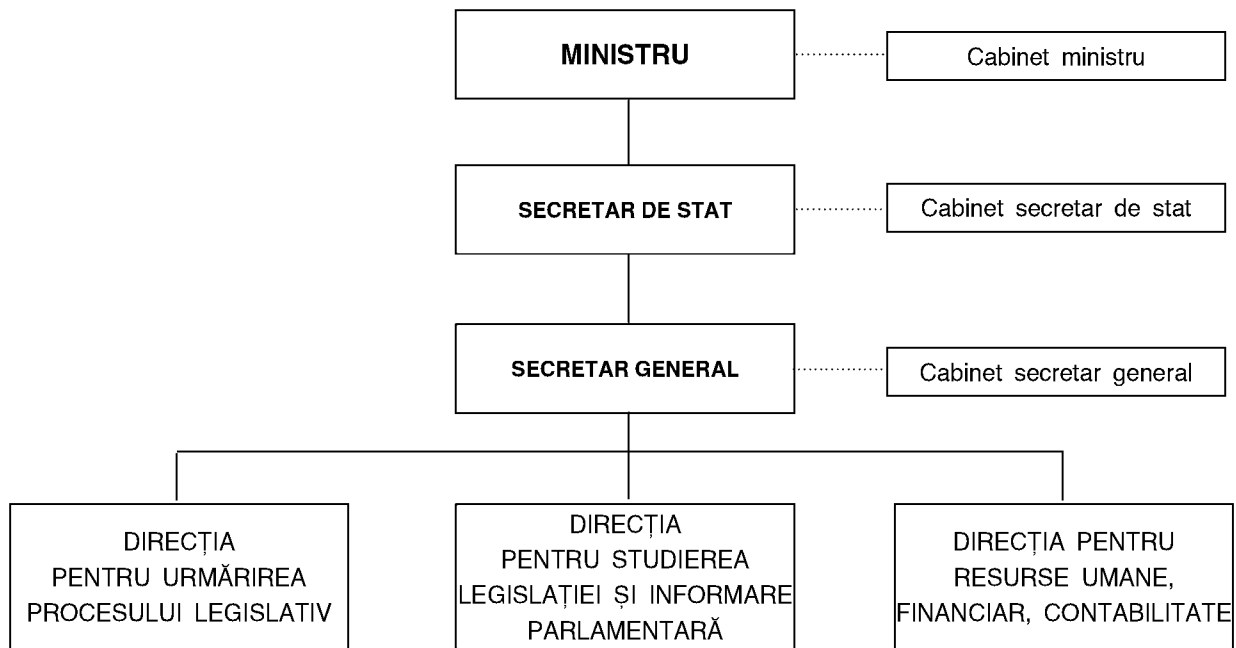 MINISTRU
Cabinet ministru
SECRETAR DE STAT
Cabinet secretar de stat
SECRETAR GENERAL
Cabinet secretar general
DIRECȚIA
PENTRU URMĂRIREA
PROCESULUI LEGISLATIV
DIRECȚIA
PENTRU STUDIEREA
LEGISLAȚIEI ȘI INFORMARE
PARLAMENTARĂ
DIRECȚIA PENTRU
RESURSE UMANE,
FINANCIAR, CONTABILITATE